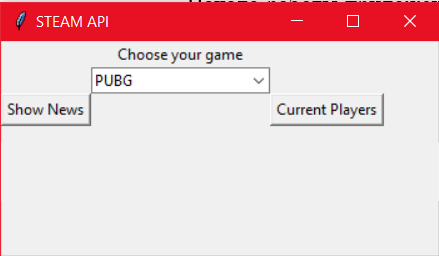 STEAM API
Choose your game
PUBG
Show News
Current Players